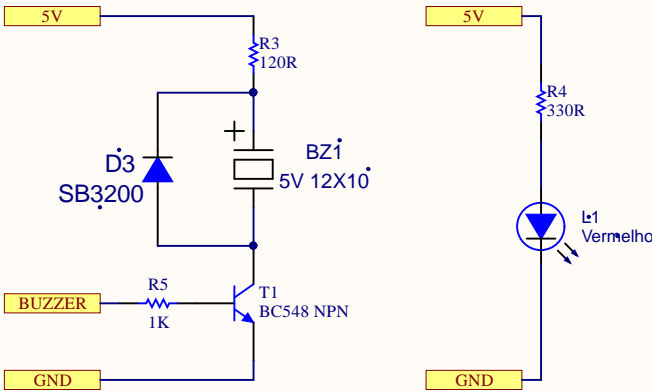 5V
R3
120R
+
BZ1
5V 12X10
D3
SB3200
BUZZER
R5
1K
T1
BC548 NPN
GND
5V
R4
330R
L1
Vermelho
GND